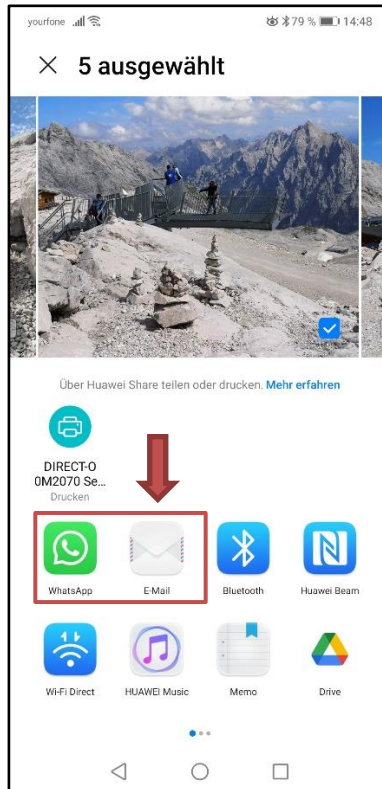 yourfone 79 % 14:48
5 ausgewählt
Über Huawei Share teilen oder drucken. Mehr erfahren
DIRECT-O
0M2070 Se...
Drucken
WhatsApp E-Mail Bluetooth Huawei Beam
Wi-Fi Direct HUAWEI Music Memo Drive